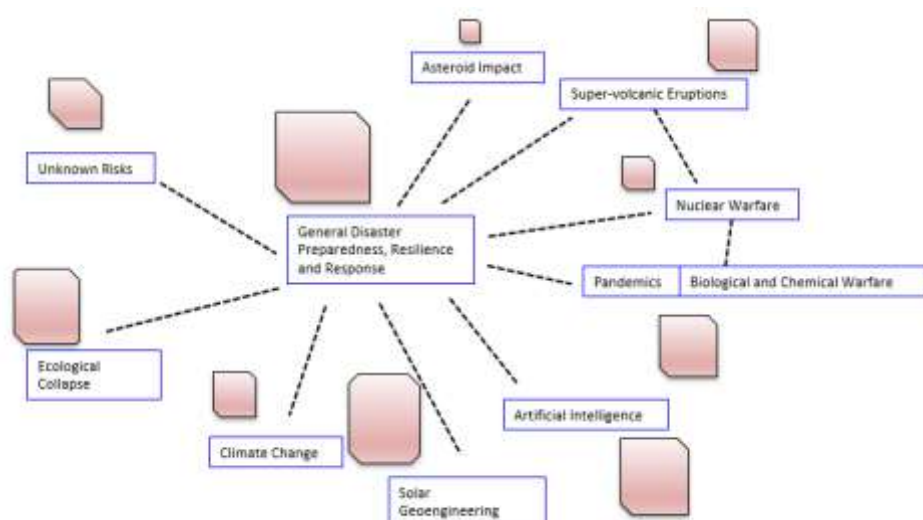 Asteroid Impact
Super-volcanic Eruptions
Unknown Risks
Nuclear Warfare
General Disaster
Preparedness, Resilience
and Response
Pandemics
Biological and Chemical Warfare
Ecological
Collapse
Artificial Intelligence
Climate Change
Solar
Geoengineering